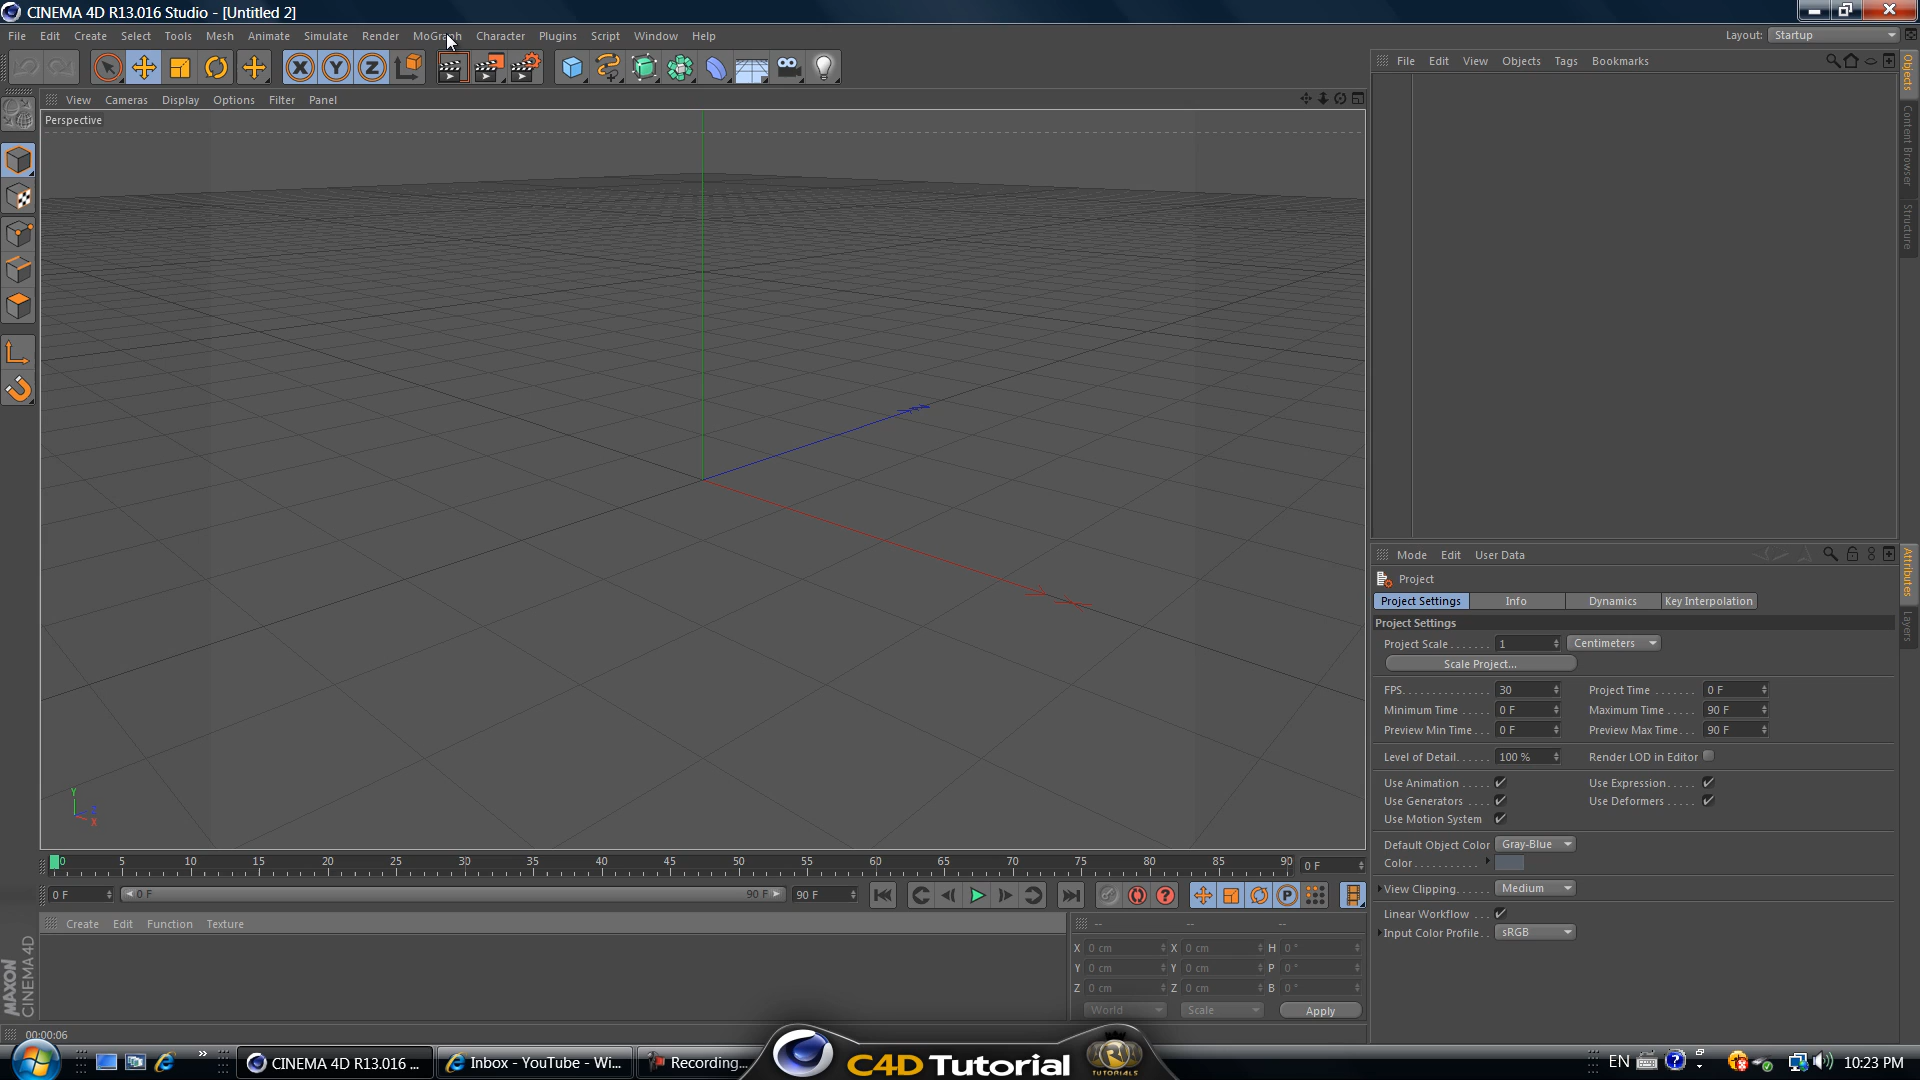 CINEMA 4D R13.016 Studio - [Untitled 2]
File Edit Create Select Tools Mesh Animate Simulate Render MoGraph Character Plugins Script Window Help
Layout: Startup
X Y Z
File Edit View Objects Tags Bookmarks
View Cameras Display Options Filter Panel
Perspective
Objects
Content Browser
Structure
Y
Z
X
Mode Edit User Data
Project
Project Settings Info Dynamics Key Interpolation
Project Settings
Project Scale....... 1 Centimeters
Scale Project...
FPS............. 30 Project Time ....... 0 F
Minimum Time ..... 0 F Maximum Time ..... 90 F
Preview Min Time... 0 F Preview Max Time... 90 F
Level of Detail...... 100 % Render LOD in Editor
Use Animation ..... Use Expression.....
Use Generators .... Use Deformers .....
Use Motion System
Default Object Color Gray-Blue
Color...........
View Clipping...... Medium
Linear Workflow ...
Input Color Profile.. sRGB
Attributes
Layers
0 5 10 15 20 25 30 35 40 45 50 55 60 65 70 75 80 85 90 0 F
0 F 0 F 90 F 90 F
P
Create Edit Function Texture
-- -- --
X 0 cm X 0 cm H 0 °
Y 0 cm Y 0 cm P 0 °
Z 0 cm Z 0 cm B 0 °
World Scale Apply
MAXON
CINEMA 4D
00:00:06
CINEMA 4D R13.016 ...
Inbox - YouTube - Wi...
Recording...
C4D Tutorial
TUTORIALS
EN
10:23 PM